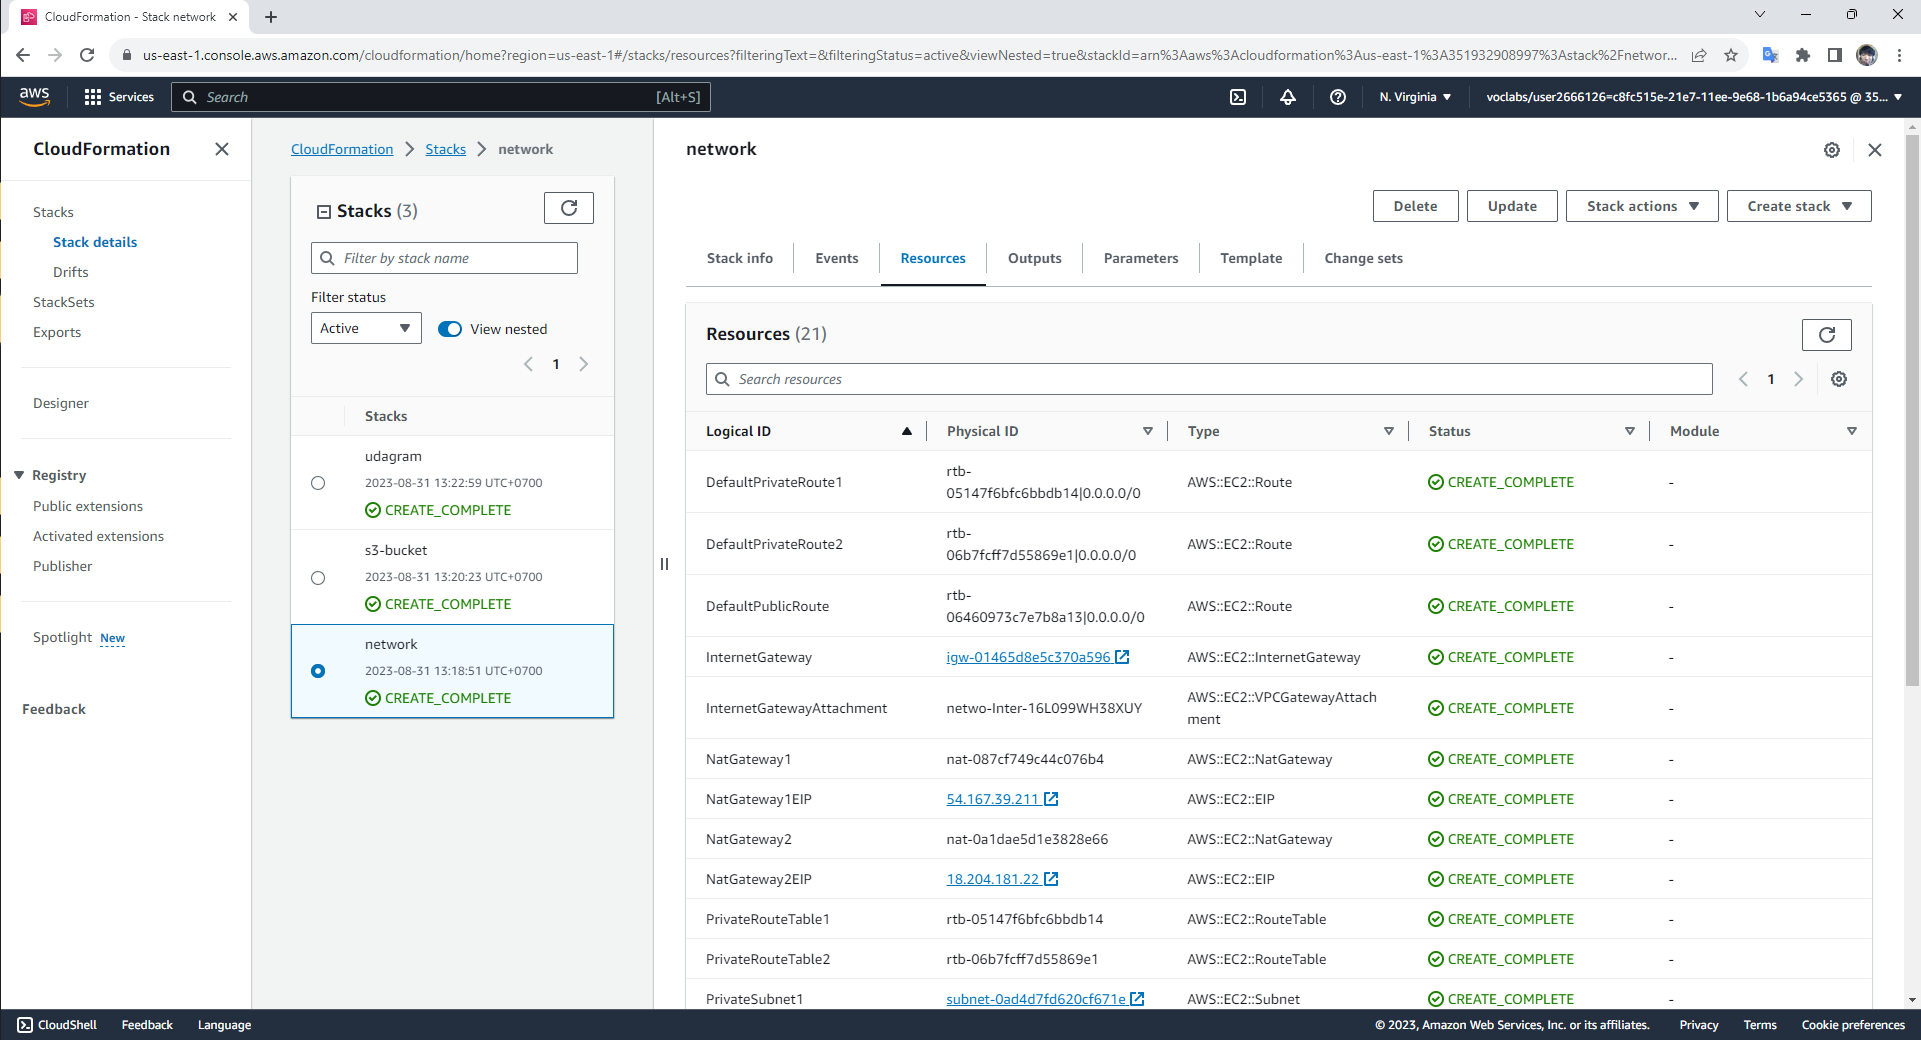 CloudFormation - Stack network
us-east-1.console.aws.amazon.com/cloudformation/home?region=us-east-1#/stacks/resources?filteringText=&filteringStatus=active&viewNested=true&stackId=arn%3Aaws%3Acloudformation%3Aus-east-1%3A351932908997%3Astack%2Fnetwor...
aws
Services
Search
[Alt+S]
N. Virginia
voclabs/user2666126=c8fc515e-21e7-11ee-9e68-1b6a94ce5365 @ 35...
CloudFormation
Stacks
Stack details
Drifts
StackSets
Exports
Designer
Registry
Public extensions
Activated extensions
Publisher
Spotlight New
Feedback
CloudFormation
Stacks
network
Stacks (3)
Filter by stack name
Filter status
Active
View nested
1
Stacks
udagram
2023-08-31 13:22:59 UTC+0700
CREATE_COMPLETE
s3-bucket
2023-08-31 13:20:23 UTC+0700
CREATE_COMPLETE
network
2023-08-31 13:18:51 UTC+0700
CREATE_COMPLETE
network
Delete
Update
Stack actions
Create stack
Stack info
Events
Resources
Outputs
Parameters
Template
Change sets
Resources (21)
Search resources
1
Logical ID Physical ID Type Status Module
DefaultPrivateRoute1 rtb-
05147f6bfc6bbdb14|0.0.0.0/0 AWS::EC2::Route CREATE_COMPLETE -
DefaultPrivateRoute2 rtb-
06b7fcff7d55869e1|0.0.0.0/0 AWS::EC2::Route CREATE_COMPLETE -
DefaultPublicRoute rtb-
06460973c7e7b8a13|0.0.0.0/0 AWS::EC2::Route CREATE_COMPLETE -
InternetGateway igw-01465d8e5c370a596 AWS::EC2::InternetGateway CREATE_COMPLETE -
InternetGatewayAttachment netwo-Inter-16L099WH38XUY AWS::EC2::VPCGatewayAttach
ment CREATE_COMPLETE -
NatGateway1 nat-087cf749c44c076b4 AWS::EC2::NatGateway CREATE_COMPLETE -
NatGateway1EIP 54.167.39.211 AWS::EC2::EIP CREATE_COMPLETE -
NatGateway2 nat-0a1dae5d1e3828e66 AWS::EC2::NatGateway CREATE_COMPLETE -
NatGateway2EIP 18.204.181.22 AWS::EC2::EIP CREATE_COMPLETE -
PrivateRouteTable1 rtb-05147f6bfc6bbdb14 AWS::EC2::RouteTable CREATE_COMPLETE -
PrivateRouteTable2 rtb-06b7fcff7d55869e1 AWS::EC2::RouteTable CREATE_COMPLETE -
PrivateSubnet1 subnet-0ad4d7fd620cf671e AWS::EC2::Subnet CREATE_COMPLETE -
CloudShell Feedback Language © 2023, Amazon Web Services, Inc. or its affiliates. Privacy Terms Cookie preferences